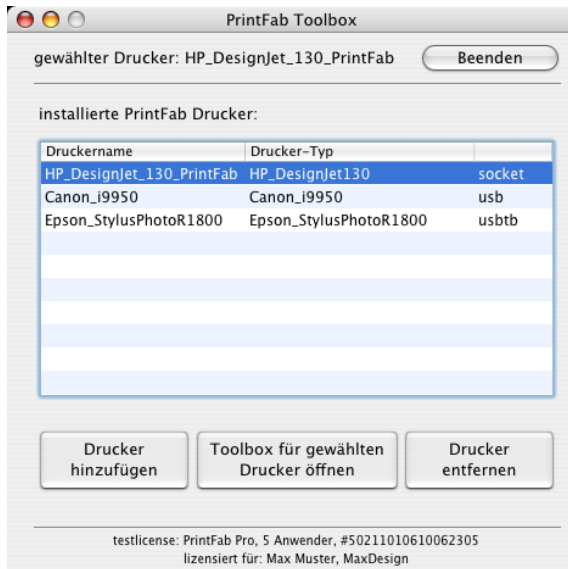 PrintFab Toolbox
gewählter Drucker: HP_DesignJet_130_PrintFab Beenden
installierte PrintFab Drucker:
Druckername Drucker-Typ
HP_DesignJet_130_PrintFab HP_DesignJet130 socket
Canon_i9950 Canon_i9950 usb
Epson_StylusPhotoR1800 Epson_StylusPhotoR1800 usbtb
Drucker hinzufügen
Toolbox für gewählten Drucker öffnen
Drucker entfernen
testlicense: PrintFab Pro, 5 Anwender, #50211010610062305
lizensiert für: Max Muster, MaxDesign